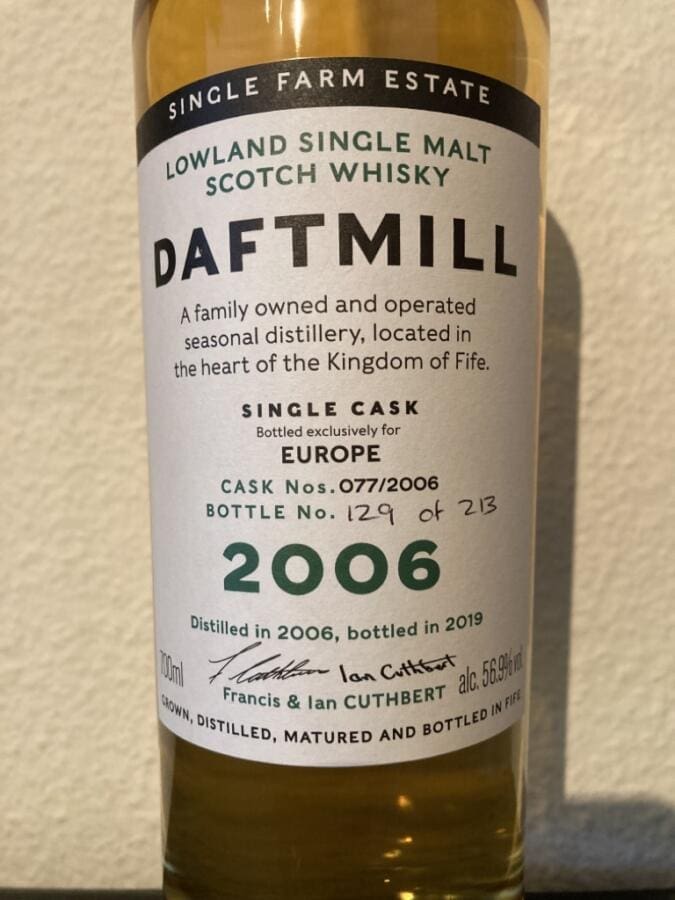 SINGLE FARM ESTATE
LOWLAND SINGLE MALT
SCOTCH WHISKY
DAFTMILL
A family owned and operated
seasonal distillery, located in
the heart of the Kingdom of Fife.
SINGLE CASK
Bottled exclusively for
EUROPE
CASK Nos. 077/2006
BOTTLE No. 129 of 213
2006
Distilled in 2006, bottled in 2019
700ml
Ian Cuthbert
alc. 56.9% vol.
Francis & Ian CUTHBERT
GROWN, DISTILLED, MATURED AND BOTTLED IN FIFE